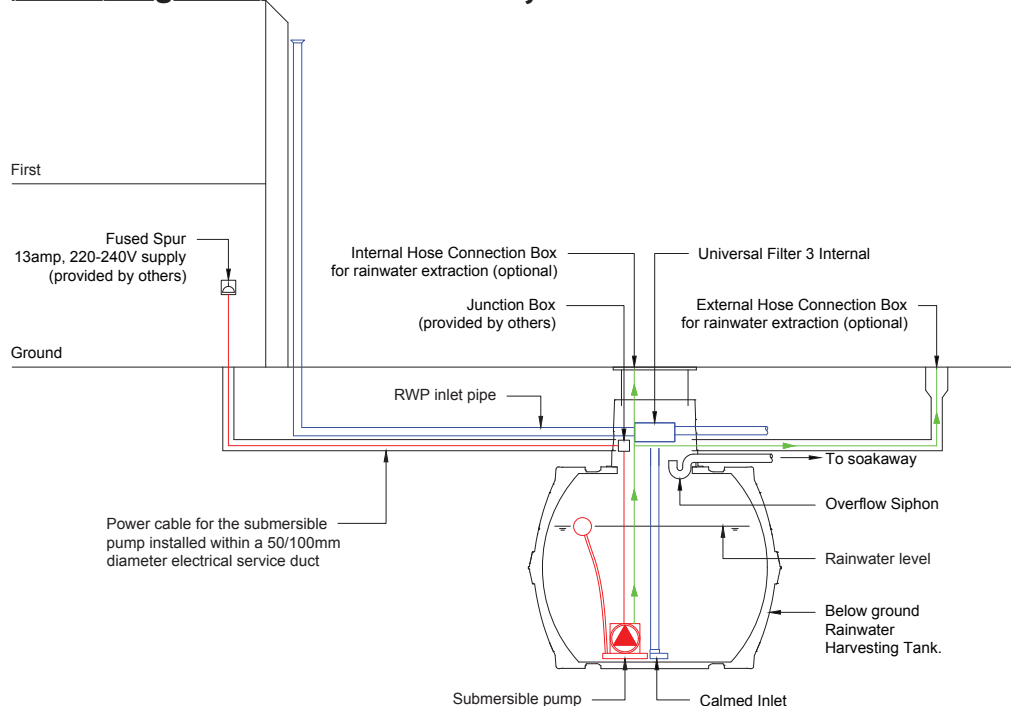 First
Fused Spur
13amp, 220-240V supply
(provided by others)
Internal Hose Connection Box
for rainwater extraction (optional)
Universal Filter 3 Internal
Junction Box
(provided by others)
External Hose Connection Box
for rainwater extraction (optional)
Ground
RWP inlet pipe
To soakaway
Overflow Siphon
Power cable for the submersible
pump installed within a 50/100mm
diameter electrical service duct
Rainwater level
Below ground
Rainwater
Harvesting Tank.
Submersible pump
Calmed Inlet